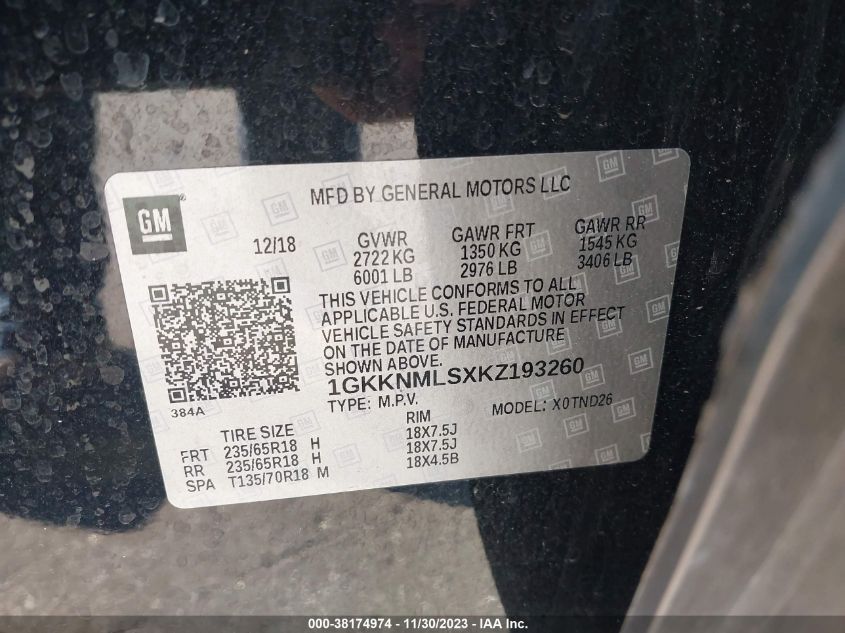 GM
MFD BY GENERAL MOTORS LLC
12/18
GVWR
2722 KG
6001 LB
GAWR FRT
1350 KG
2976 LB
GAWR RR
1545 KG
3406 LB
THIS VEHICLE CONFORMS TO ALL
APPLICABLE U.S. FEDERAL MOTOR
VEHICLE SAFETY STANDARDS IN EFFECT
ON THE DATE OF MANUFACTURE
SHOWN ABOVE.
1GKKNMLSXKZ193260
TYPE: M.P.V.
MODEL: X0TND26
384A
TIRE SIZE RIM
FRT 235/65R18 H 18X7.5J
RR 235/65R18 H 18X7.5J
SPA T135/70R18 M 18X4.5B
000-38174974 - 11/30/2023 - IAA Inc.